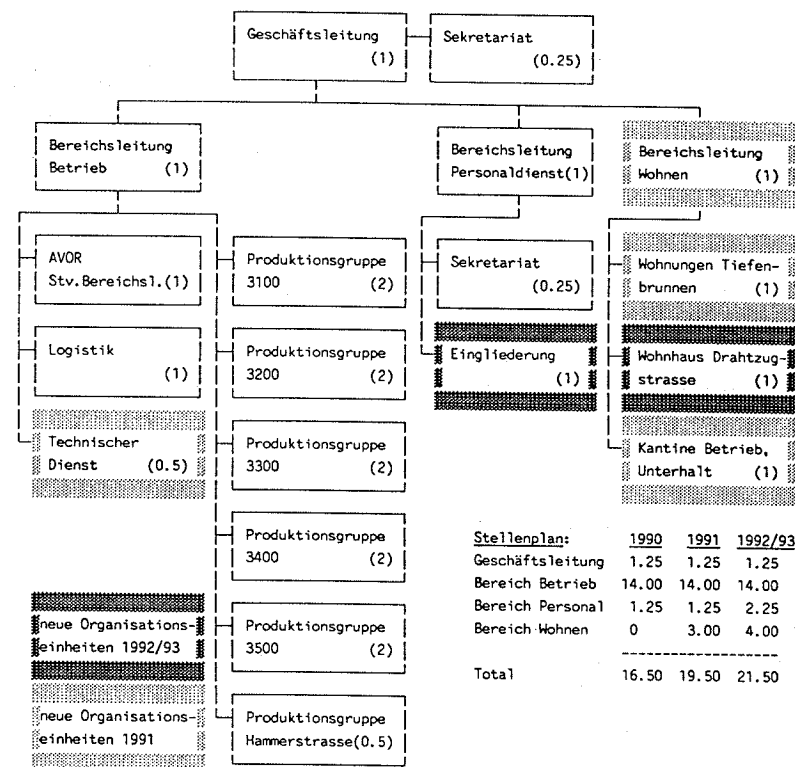 Geschäftsleitung
(1)
Sekretariat
(0.25)
Bereichsleitung
Betrieb (1)
Bereichsleitung
Personaldienst(1)
Bereichsleitung
Wohnen (1)
AVOR
Stv.Bereichsl.(1)
Logistik
(1)
Technischer
Dienst (0.5)
Produktionsgruppe
3100 (2)
Produktionsgruppe
3200 (2)
Produktionsgruppe
3300 (2)
Produktionsgruppe
3400 (2)
Produktionsgruppe
3500 (2)
Produktionsgruppe
Hammerstrasse(0.5)
Sekretariat
(0.25)
Eingliederung
(1)
Wohnungen Tiefen-
brunnen (1)
Wohnhaus Drahtzug-
strasse (1)
Kantine Betrieb,
Unterhalt (1)
neue Organisations-
einheiten 1992/93
neue Organisations-
einheiten 1991
Stellenplan: 1990 1991 1992/93
Geschäftsleitung 1.25 1.25 1.25
Bereich Betrieb 14.00 14.00 14.00
Bereich Personal 1.25 1.25 2.25
Bereich Wohnen 0 3.00 4.00
Total 16.50 19.50 21.50